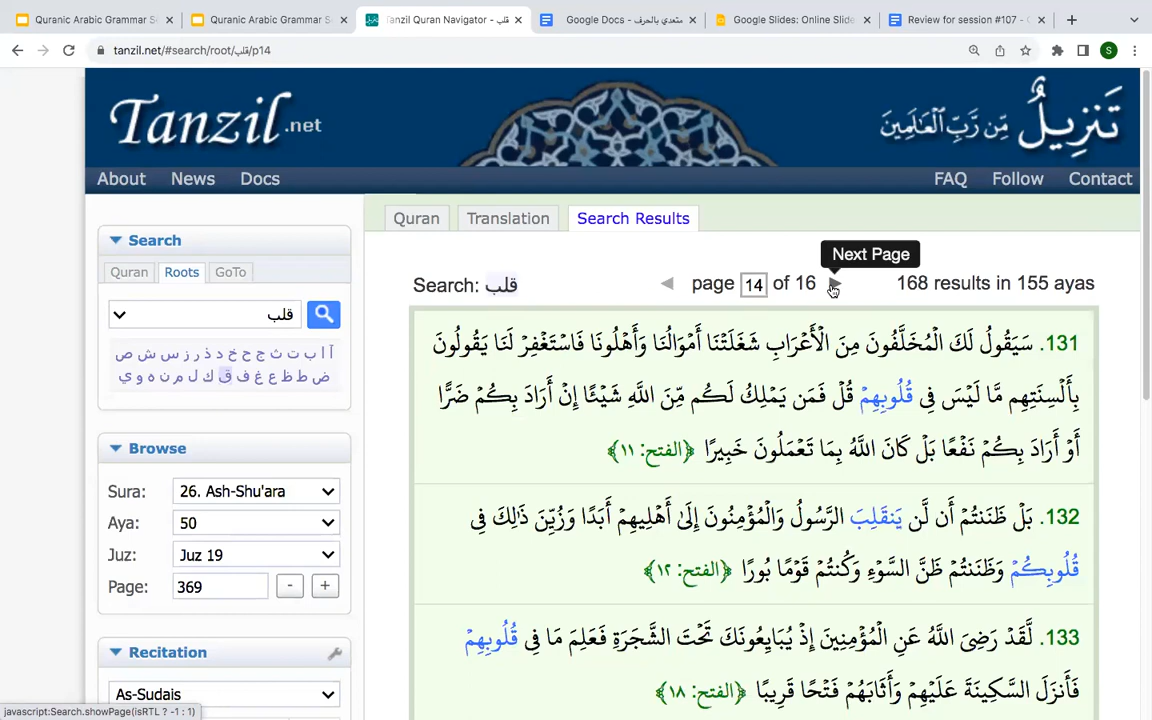 Quranic Arabic Grammar S
Quranic Arabic Grammar S
Tanzil Quran Navigator - قلب
Google Docs - متعدي بالحرف
Google Slides: Online Slide
Review for session #107 -
tanzil.net/#search/root/قلب/p14
S
Tanzil.net
تَنزِيلٌ مِّن رَّبِّ الْعَالَمِينَ
About News Docs
FAQ Follow Contact
Search
Quran Roots GoTo
قلب
آ ا ب ت ث ج ح خ د ذ ر ز س ش ص
ض ط ظ ع غ ف ق ك ل م ن ه و ي
Browse
Sura: 26. Ash-Shu'ara
Aya: 50
Juz: Juz 19
Page: 369 - +
Recitation
As-Sudais
Quran Translation Search Results
Next Page
Search: قلب page 14 of 16 168 results in 155 ayas
131. سَيَقُولُ لَكَ الْمُخَلَّفُونَ مِنَ الْأَعْرَابِ شَغَلَتْنَا أَمْوَالُنَا وَأَهْلُونَا فَاسْتَغْفِرْ لَنَا يَقُولُونَ
بِأَلْسِنَتِهِم مَّا لَيْسَ فِي قُلُوبِهِمْ قُلْ فَمَن يَمْلِكُ لَكُم مِّنَ اللَّهِ شَيْئًا إِنْ أَرَادَ بِكُمْ ضَرًّا
أَوْ أَرَادَ بِكُمْ نَفْعًا بَلْ كَانَ اللَّهُ بِمَا تَعْمَلُونَ خَبِيرًا ﴿الفتح: ١١﴾
132. بَلْ ظَنَنتُمْ أَن لَّن يَنقَلِبَ الرَّسُولُ وَالْمُؤْمِنُونَ إِلَىٰ أَهْلِيهِمْ أَبَدًا وَزُيِّنَ ذَٰلِكَ فِي
قُلُوبِكُمْ وَظَنَنتُمْ ظَنَّ السَّوْءِ وَكُنتُمْ قَوْمًا بُورًا ﴿الفتح: ١٢﴾
133. لَّقَدْ رَضِيَ اللَّهُ عَنِ الْمُؤْمِنِينَ إِذْ يُبَايِعُونَكَ تَحْتَ الشَّجَرَةِ فَعَلِمَ مَا فِي قُلُوبِهِمْ
فَأَنزَلَ السَّكِينَةَ عَلَيْهِمْ وَأَثَابَهُمْ فَتْحًا قَرِيبًا ﴿الفتح: ١٨﴾
javascript:Search.showPage(isRTL ? -1 : 1)